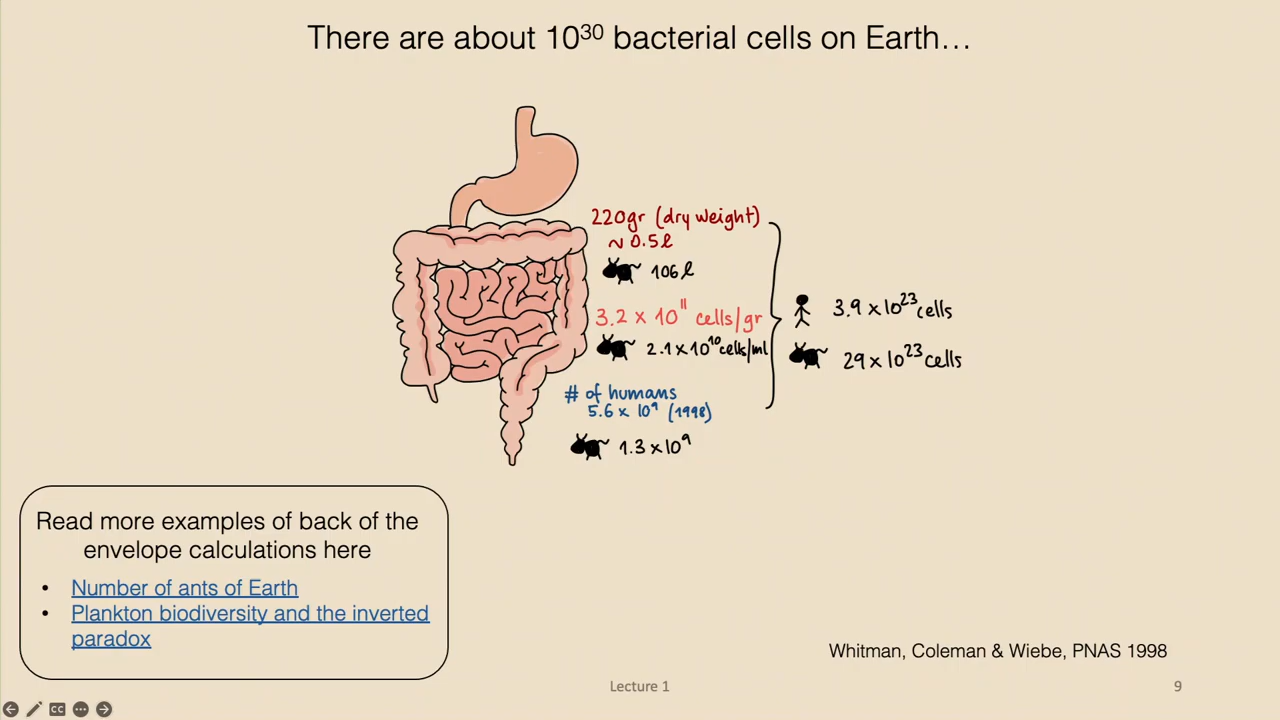 There are about 10³⁰ bacterial cells on Earth…
220gr (dry weight)
~ 0.5ℓ
106ℓ
3.2 x 10¹¹ cells/gr
2.1 x 10¹⁰ cells/ml
# of humans
5.6 x 10⁹ (1998)
1.3 x 10⁹
3.9 x 10²³ cells
29 x 10²³ cells
Read more examples of back of the
envelope calculations here
• Number of ants of Earth
• Plankton biodiversity and the inverted
paradox
Whitman, Coleman & Wiebe, PNAS 1998
Lecture 1
9
CC